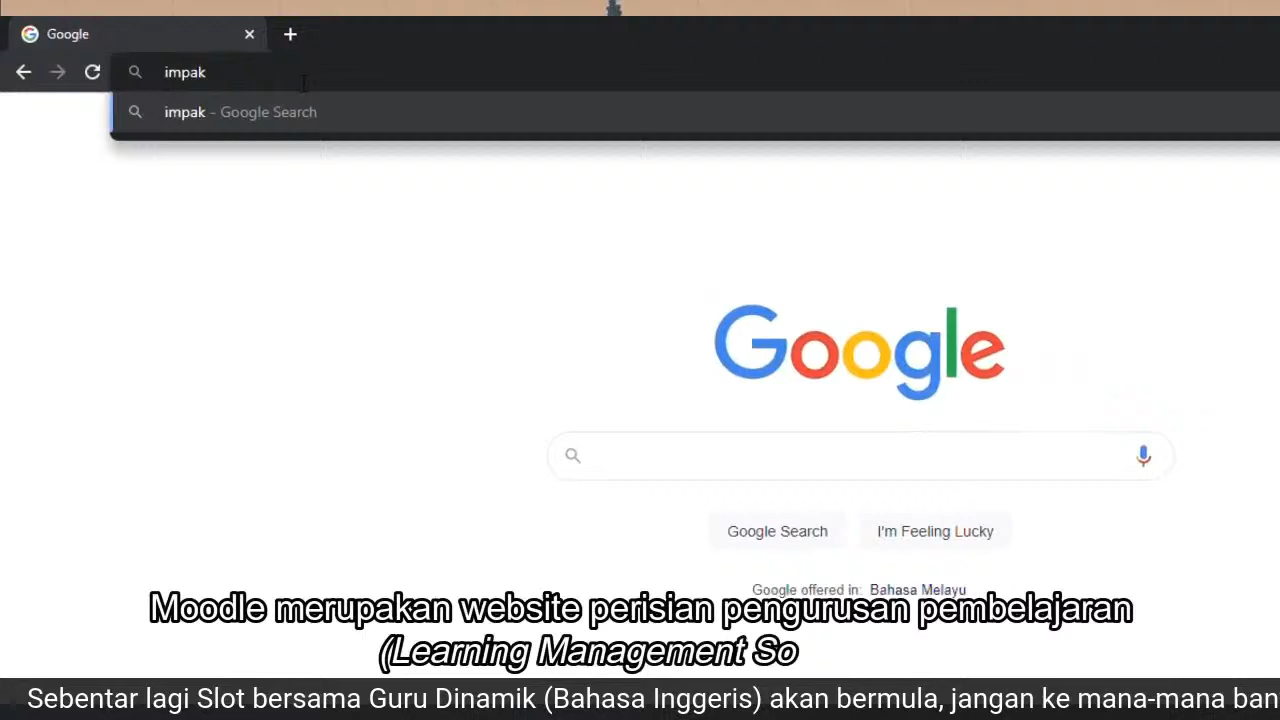 Google
impak
impak - Google Search
Google
Google Search
I'm Feeling Lucky
Google offered in: Bahasa Melayu
Moodle merupakan website perisian pengurusan pembelajaran
(Learning Management So
Sebentar lagi Slot bersama Guru Dinamik (Bahasa Inggeris) akan bermula, jangan ke mana-mana ban